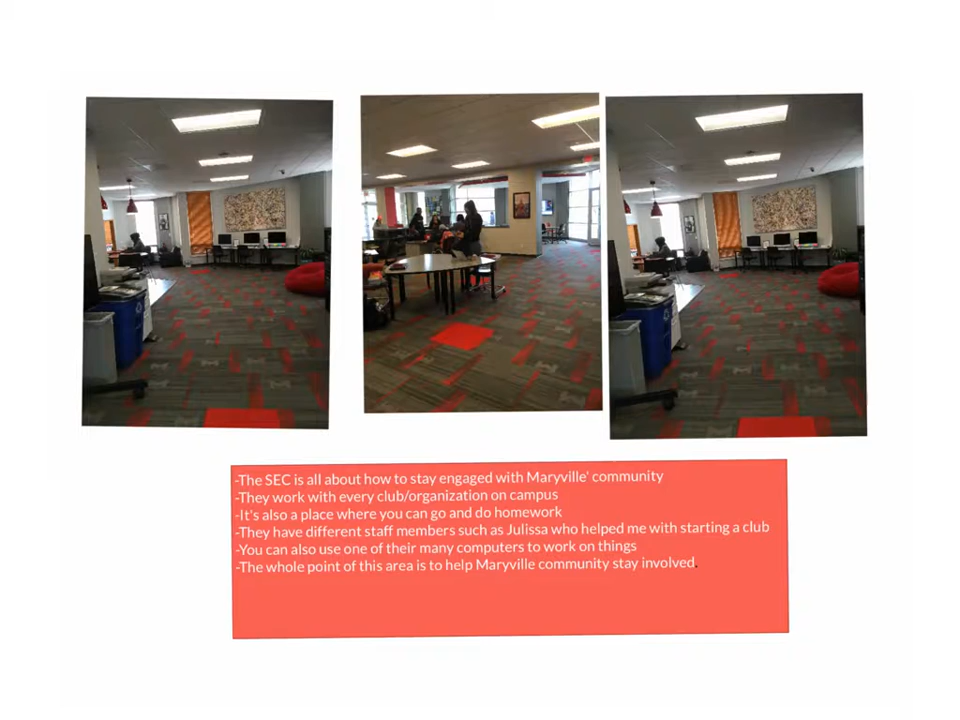 -The SEC is all about how to stay engaged with Maryville' community
-They work with every club/organization on campus
-It's also a place where you can go and do homework
-They have different staff members such as Julissa who helped me with starting a club
-You can also use one of their many computers to work on things
-The whole point of this area is to help Maryville community stay involved.